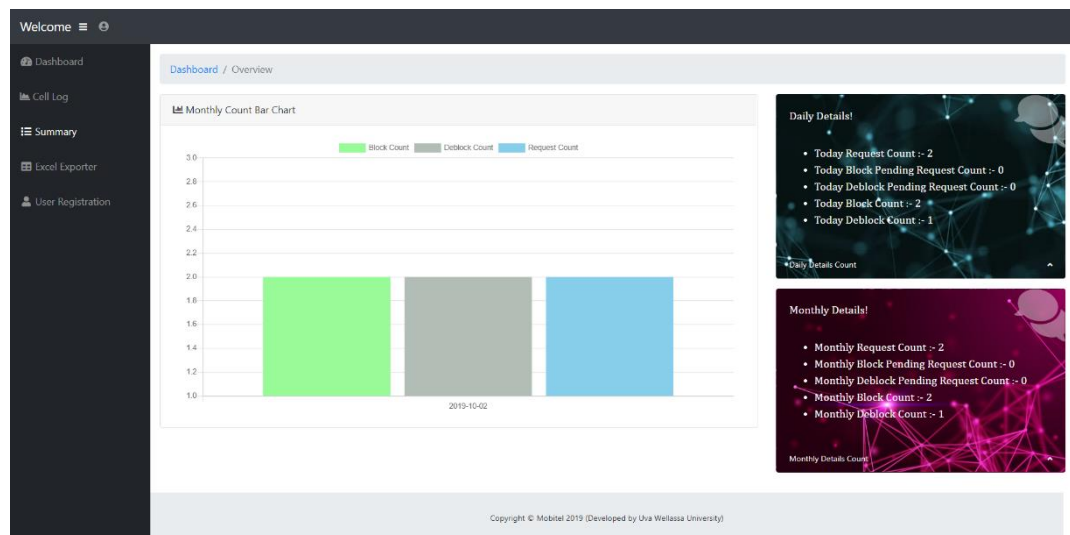 Welcome
Dashboard
Cell Log
Summary
Excel Exporter
User Registration
Dashboard / Overview
Monthly Count Bar Chart
Block Count Deblock Count Request Count
3.0
2.8
2.6
2.4
2.2
2.0
1.8
1.6
1.4
1.2
1.0
2019-10-02
Daily Details!
• Today Request Count :- 2
• Today Block Pending Request Count :- 0
• Today Deblock Pending Request Count :- 0
• Today Block Count :- 2
• Today Deblock Count :- 1
Daily Details Count
Monthly Details!
• Monthly Request Count :- 2
• Monthly Block Pending Request Count :- 0
• Monthly Deblock Pending Request Count :- 0
• Monthly Block Count :- 2
• Monthly Deblock Count :- 1
Monthly Details Count
Copyright © Mobitel 2019 (Developed by Uva Wellassa University)